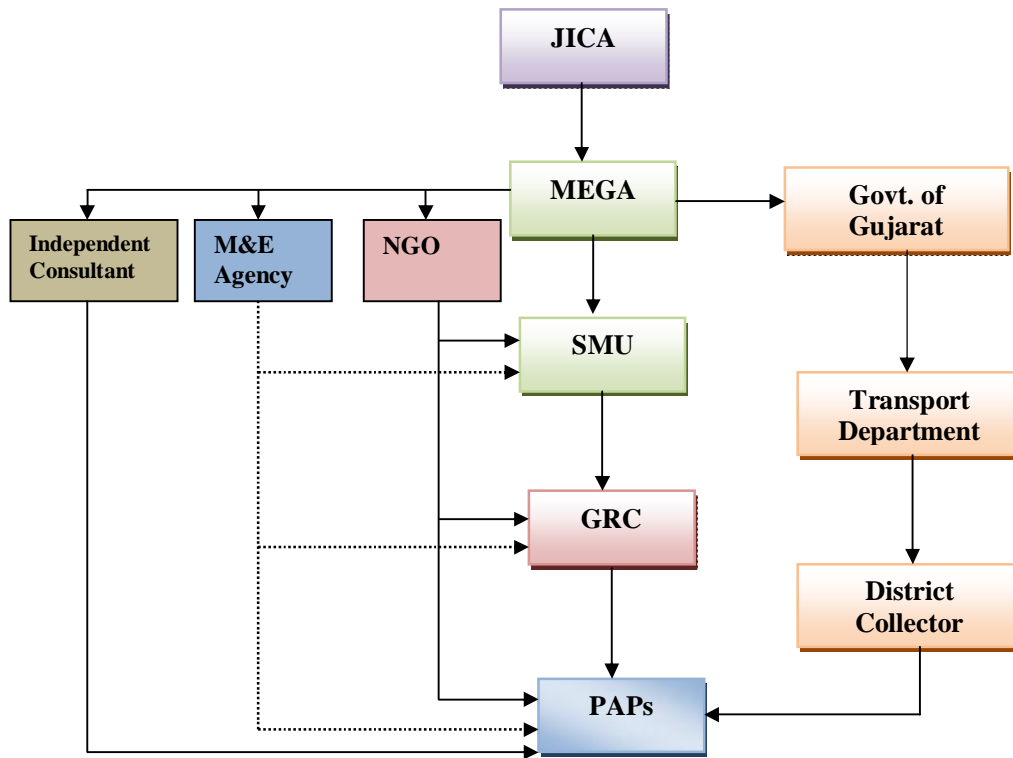 JICA
MEGA
Govt. of
Gujarat
Independent
Consultant
M&E
Agency
NGO
SMU
Transport
Department
GRC
District
Collector
PAPs